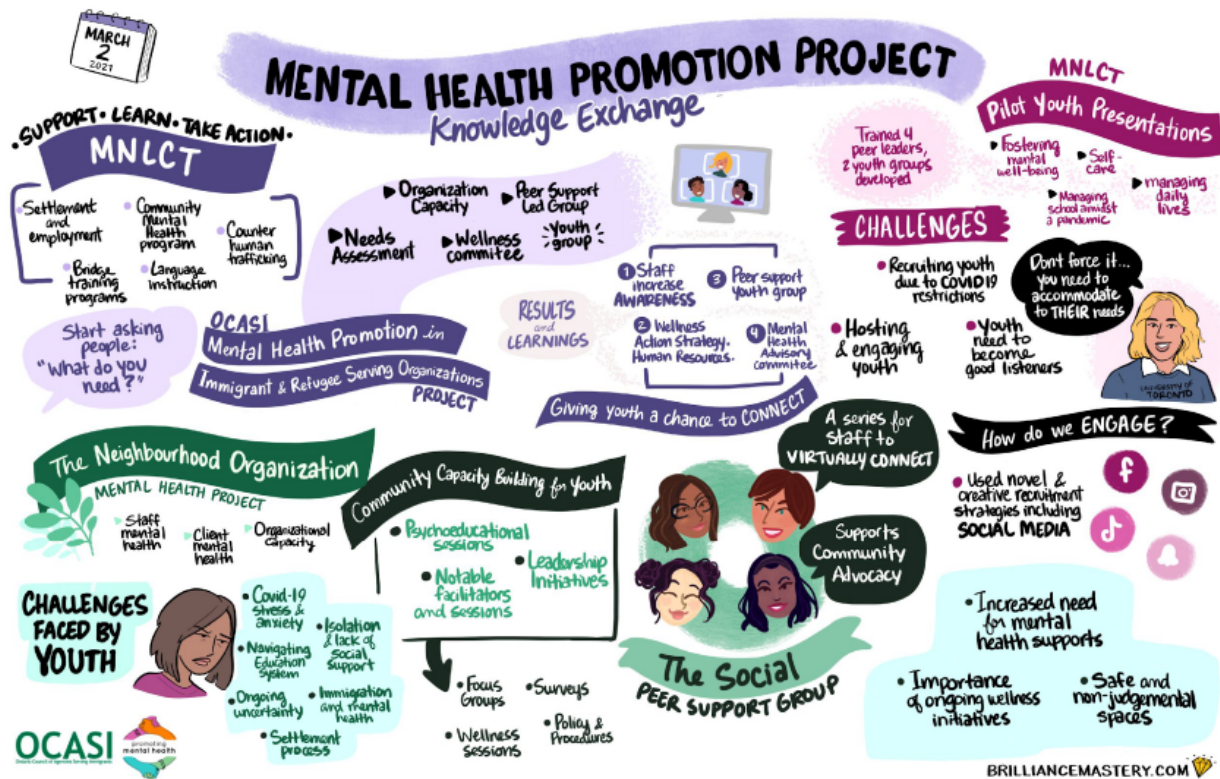 MARCH
2
2021
MENTAL HEALTH PROMOTION PROJECT
Knowledge Exchange
• SUPPORT • LEARN • TAKE ACTION •
MNLCT
Settlement
and
employment
Community
Mental
Health
program
Counter
human
trafficking
Bridge
training
programs
Language
instruction
Start asking
people:
"What do you
need?"
OCASI
Mental Health Promotion in
Immigrant & Refugee Serving Organizations
PROJECT
Organization
Capacity
Peer Support
Led Group
Needs
Assessment
Wellness
commitee
Youth
group
RESULTS
and
LEARNINGS
1 Staff
increase
AWARENESS
3 Peer support
youth group
2 Wellness
Action Strategy.
Human Resources.
4 Mental
Health
Advisory
commitee
Giving youth a chance to CONNECT
MNLCT
Pilot Youth Presentations
Trained 4
peer leaders,
2 youth groups
developed
Fostering
mental
well-being
Self-
care
Managing
school amidst
a pandemic
managing
daily
lives
CHALLENGES
• Recruiting youth
due to COVID19
restrictions
• Hosting
& engaging
youth
• Youth
need to
become
good listeners
Don't force it...
you need to
accommodate
to THEIR needs
UNIVERSITY OF
TORONTO
How do we ENGAGE?
• Used novel &
creative recruitment
strategies including
SOCIAL MEDIA
• Increased need
for mental
health supports
• Importance
of ongoing wellness
initiatives
• Safe and
non-judgemental
spaces
The Neighbourhood Organization
MENTAL HEALTH PROJECT
Staff
mental
health
Client
mental
health
Organizational
Capacity
CHALLENGES
FACED BY
YOUTH
• Covid-19
stress &
anxiety
• Isolation
& lack of
social
support
• Navigating
Education
system
• Ongoing
uncertainty
• Immigration
and mental
health
• Settlement
process
Community Capacity Building for Youth
• Psychoeducational
sessions
• Leadership
Initiatives
• Notable
facilitators
and sessions
• Focus
Groups
• Surveys
• Wellness
sessions
• Policy &
Procedures
A series for
staff to
VIRTUALLY CONNECT
Supports
Community
Advocacy
The Social
PEER SUPPORT GROUP
OCASI
Ontario Council of Agencies Serving Immigrants
promoting
mental health
BRILLIANCEMASTERY.COM